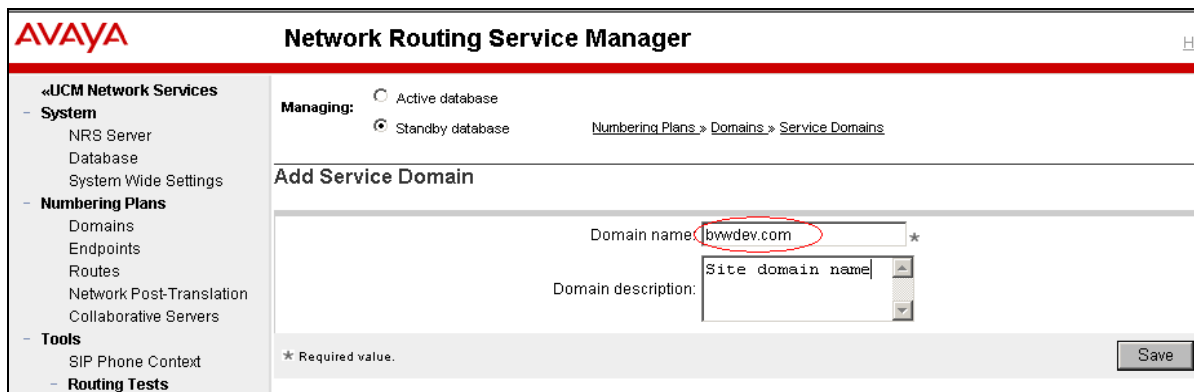 AVAYA
Network Routing Service Manager
H
«UCM Network Services
- System
NRS Server
Database
System Wide Settings
- Numbering Plans
Domains
Endpoints
Routes
Network Post-Translation
Collaborative Servers
- Tools
SIP Phone Context
- Routing Tests
Managing:
Active database
Standby database
Numbering Plans » Domains » Service Domains
Add Service Domain
Domain name: bvwdev.com *
Domain description: Site domain name
* Required value.
Save